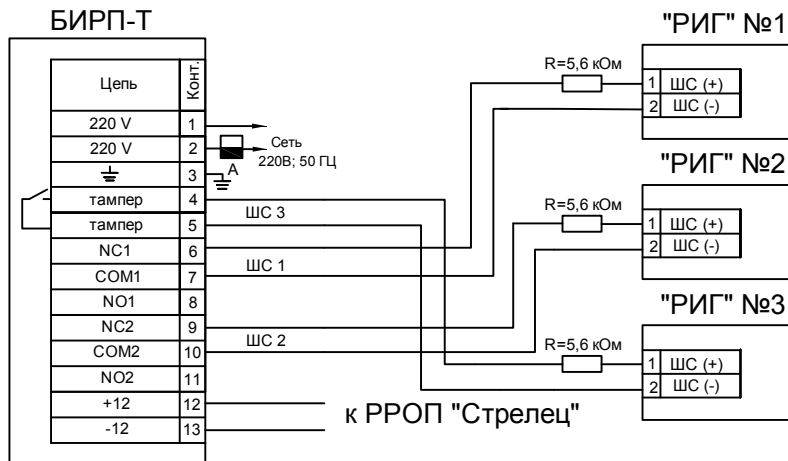 БИРП-Т
Цепь Конт.
220 V 1
220 V 2
3
тампер 4
тампер 5
NC1 6
COM1 7
NO1 8
NC2 9
COM2 10
NO2 11
+12 12
-12 13
Сеть
220В; 50 ГЦ
А
ШС 3
ШС 1
ШС 2
к РРОП "Стрелец"
"РИГ" №1
R=5,6 кОм
1 ШС (+)
2 ШС (-)
"РИГ" №2
R=5,6 кОм
1 ШС (+)
2 ШС (-)
"РИГ" №3
R=5,6 кОм
1 ШС (+)
2 ШС (-)